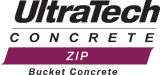 UltraTech
CONCRETE
ZIP
Bucket Concrete